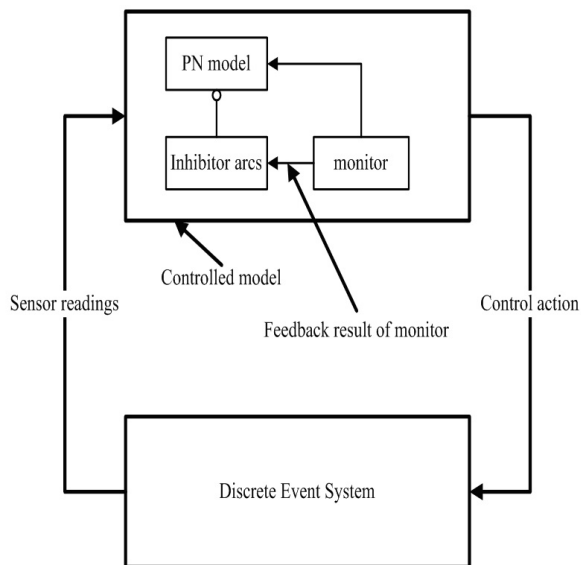 PN model
Inhibitor arcs
monitor
Controlled model
Sensor readings
Feedback result of monitor
Control action
Discrete Event System